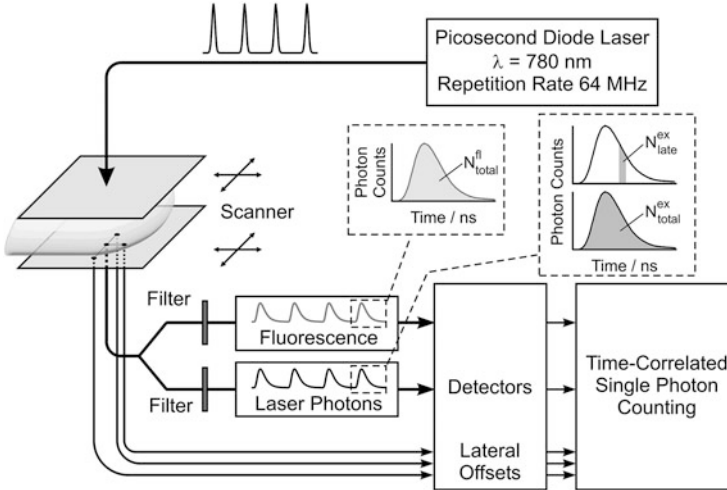 Picosecond Diode Laser
λ = 780 nm
Repetition Rate 64 MHz
Photon
Counts
N^fl_total
Time / ns
Photon Counts
N^ex_late
N^ex_total
Time / ns
Scanner
Filter
Fluorescence
Filter
Laser Photons
Detectors
Lateral
Offsets
Time-Correlated
Single Photon
Counting